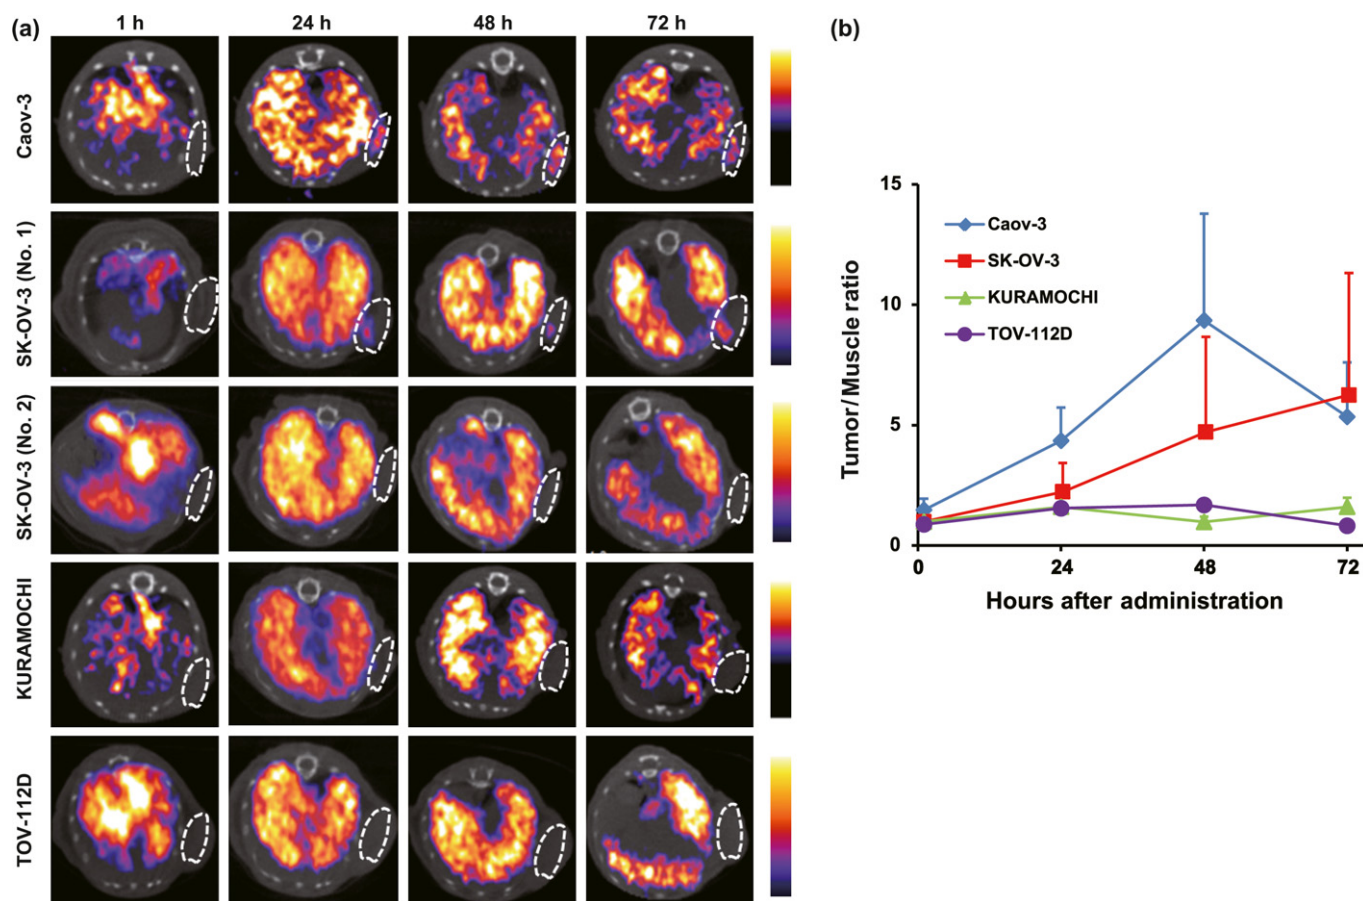 (a)
1 h 24 h 48 h 72 h
Caov-3
SK-OV-3 (No. 1)
SK-OV-3 (No. 2)
KURAMOCHI
TOV-112D
(b)
15
10
5
0
Tumor/Muscle ratio
Caov-3
SK-OV-3
KURAMOCHI
TOV-112D
0 24 48 72
Hours after administration